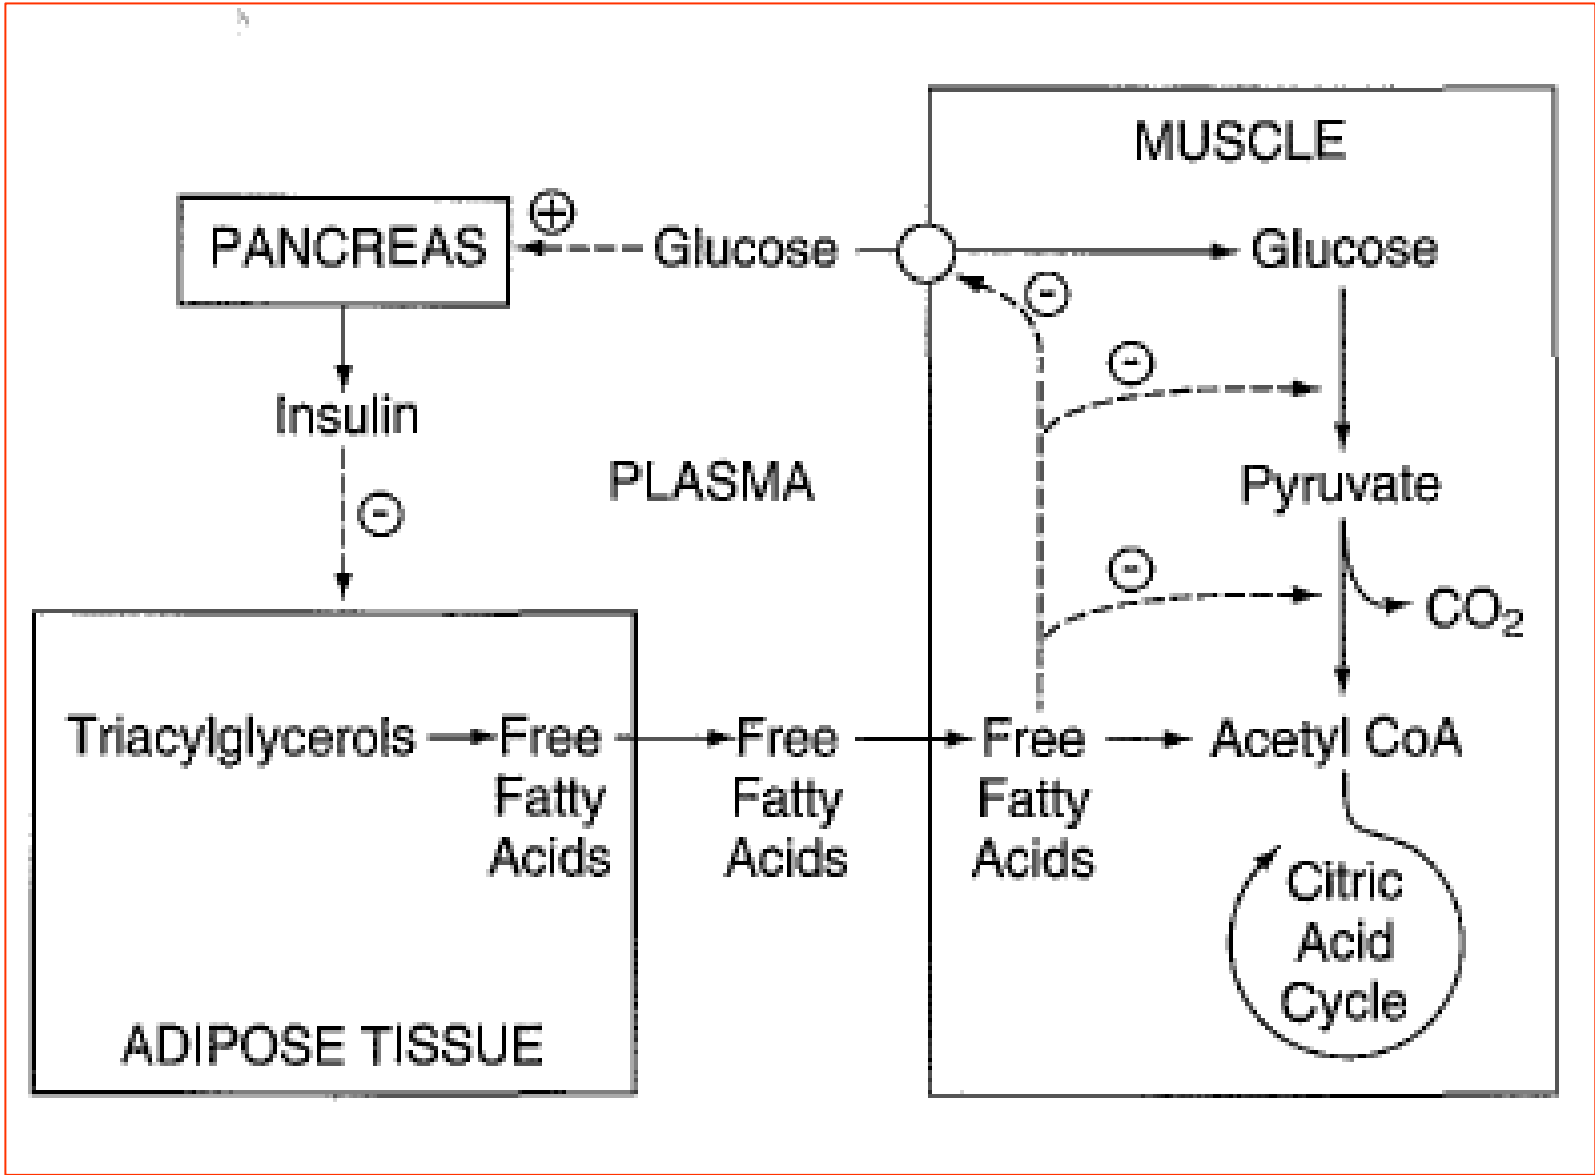 MUSCLE
PANCREAS
+
Glucose
Glucose
-
-
Insulin
PLASMA
Pyruvate
-
-
CO₂
Triacylglycerols
Free
Fatty
Acids
Free
Fatty
Acids
Free
Fatty
Acids
Acetyl CoA
Citric
Acid
Cycle
ADIPOSE TISSUE